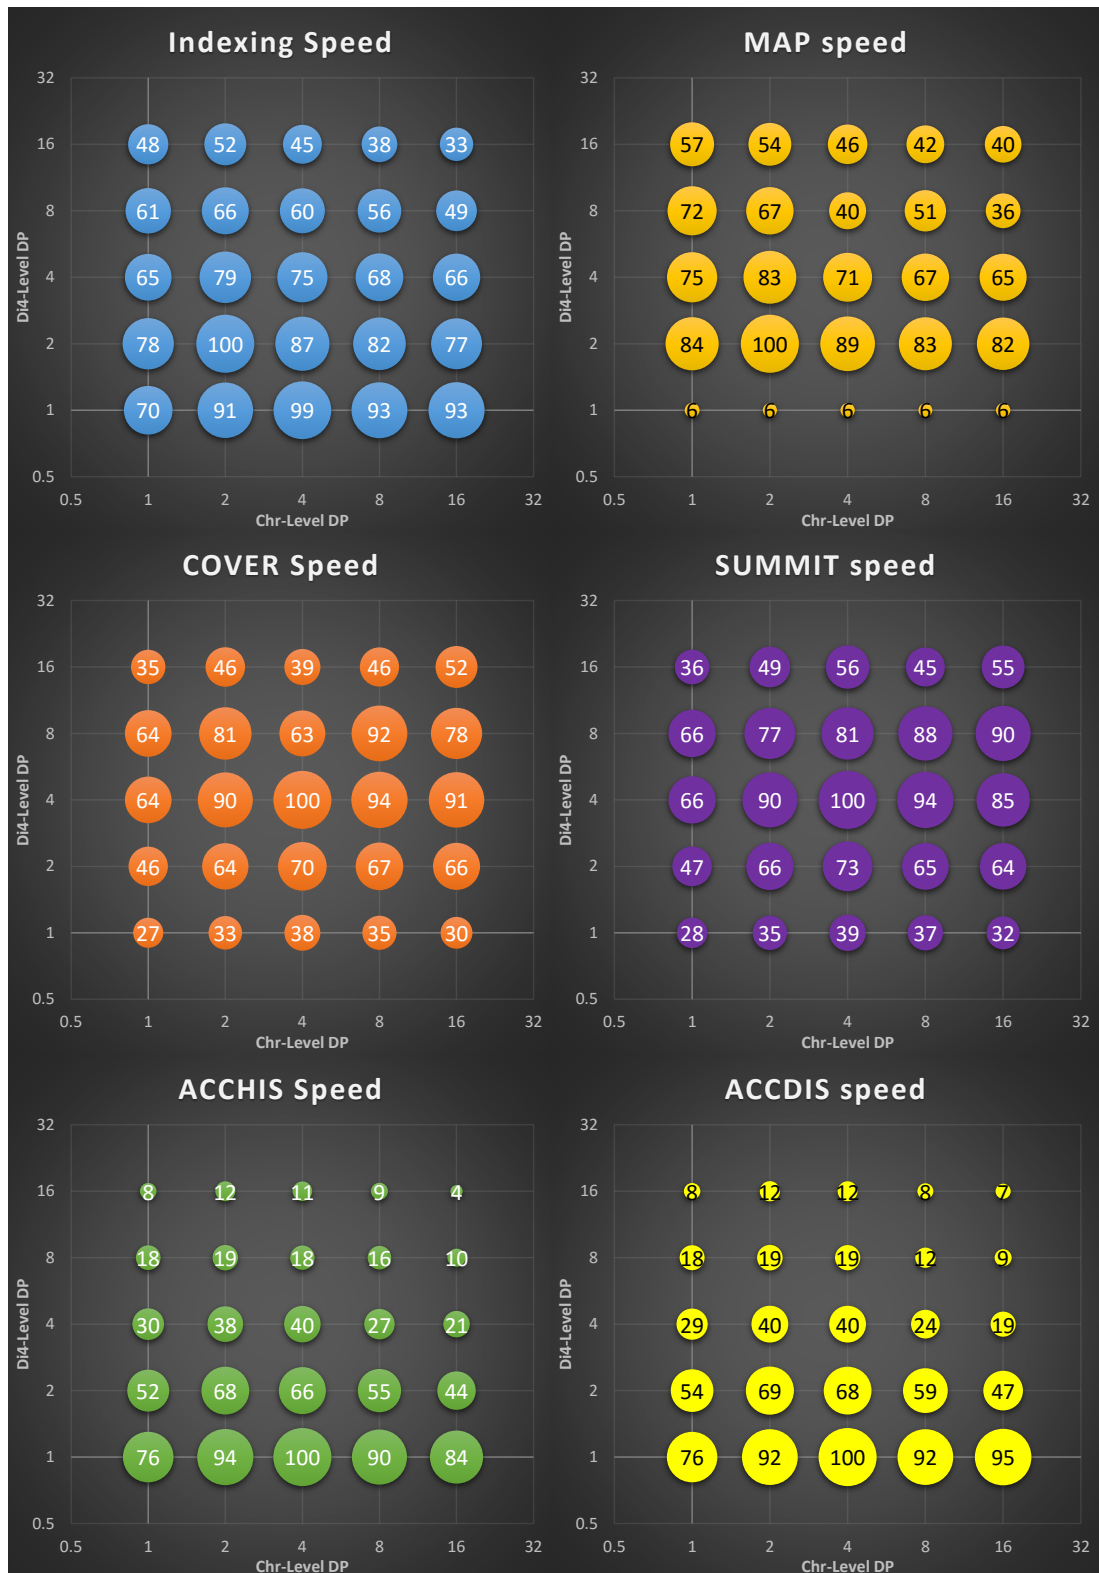 Indexing Speed
32
16 48 52 45 38 33
8 61 66 60 56 49
4 65 79 75 68 66
2 78 100 87 82 77
1 70 91 99 93 93
0.5
0.5 1 2 4 8 16 32
Chr-Level DP
Di4-Level DP
MAP speed
32
16 57 54 46 42 40
8 72 67 40 51 36
4 75 83 71 67 65
2 84 100 89 83 82
1 6 6 6 6 6
0.5
0.5 1 2 4 8 16 32
Chr-Level DP
Di4-Level DP
COVER Speed
32
16 35 46 39 46 52
8 64 81 63 92 78
4 64 90 100 94 91
2 46 64 70 67 66
1 27 33 38 35 30
0.5
0.5 1 2 4 8 16 32
Chr-Level DP
Di4-Level DP
SUMMIT speed
32
16 36 49 56 45 55
8 66 77 81 88 90
4 66 90 100 94 85
2 47 66 73 65 64
1 28 35 39 37 32
0.5
0.5 1 2 4 8 16 32
Chr-Level DP
Di4-Level DP
ACCHIS Speed
32
16 8 12 11 9 4
8 18 19 18 16 10
4 30 38 40 27 21
2 52 68 66 55 44
1 76 94 100 90 84
0.5
0.5 1 2 4 8 16 32
Chr-Level DP
Di4-Level DP
ACCDIS speed
32
16 8 12 12 8 7
8 18 19 19 12 9
4 29 40 40 24 19
2 54 69 68 59 47
1 76 92 100 92 95
0.5
0.5 1 2 4 8 16 32
Chr-Level DP
Di4-Level DP